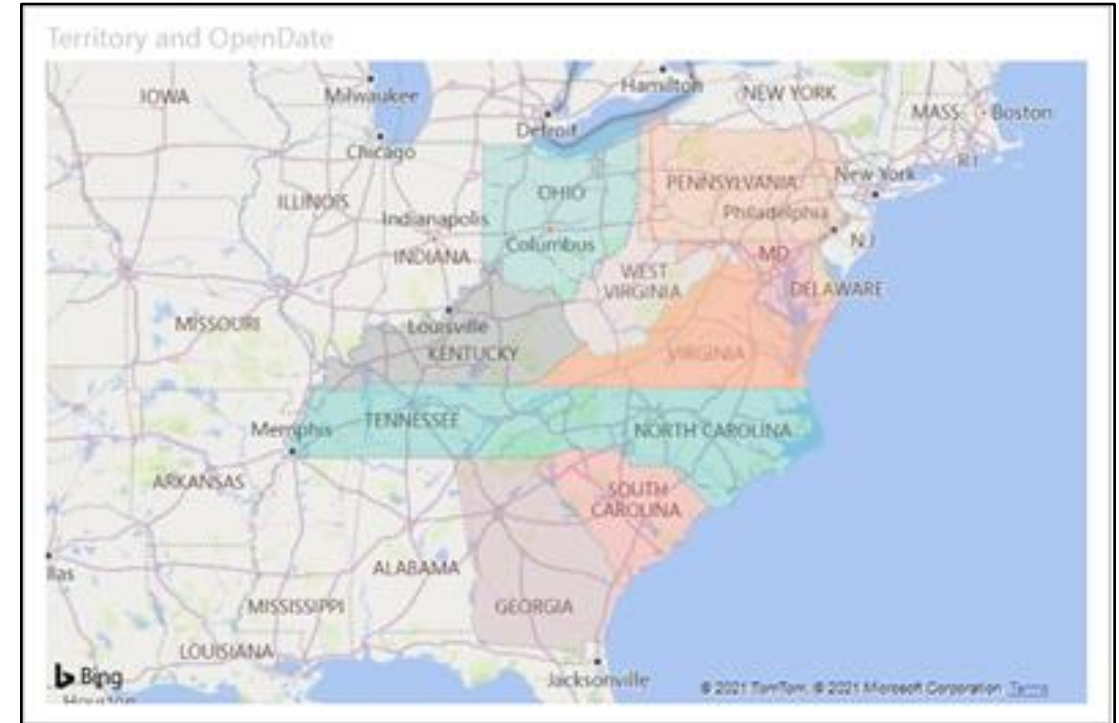 Territory and OpenDate
IOWA
Milwaukee
Hamilton
NEW YORK
MASS
Boston
Detroit
Chicago
R I
PENNSYLVANIA
New York
ILLINOIS
OHIO
Indianapolis
Philadelphia
Columbus
N J
INDIANA
MD
WEST
VIRGINIA
DELAWARE
MISSOURI
Louisville
KENTUCKY
VIRGINIA
TENNESSEE
Memphis
NORTH CAROLINA
ARKANSAS
SOUTH
CAROLINA
llas
ALABAMA
MISSISSIPPI
GEORGIA
LOUISIANA
Bing
Jacksonville
© 2021 TomTom, © 2021 Microsoft Corporation Terms
Houston